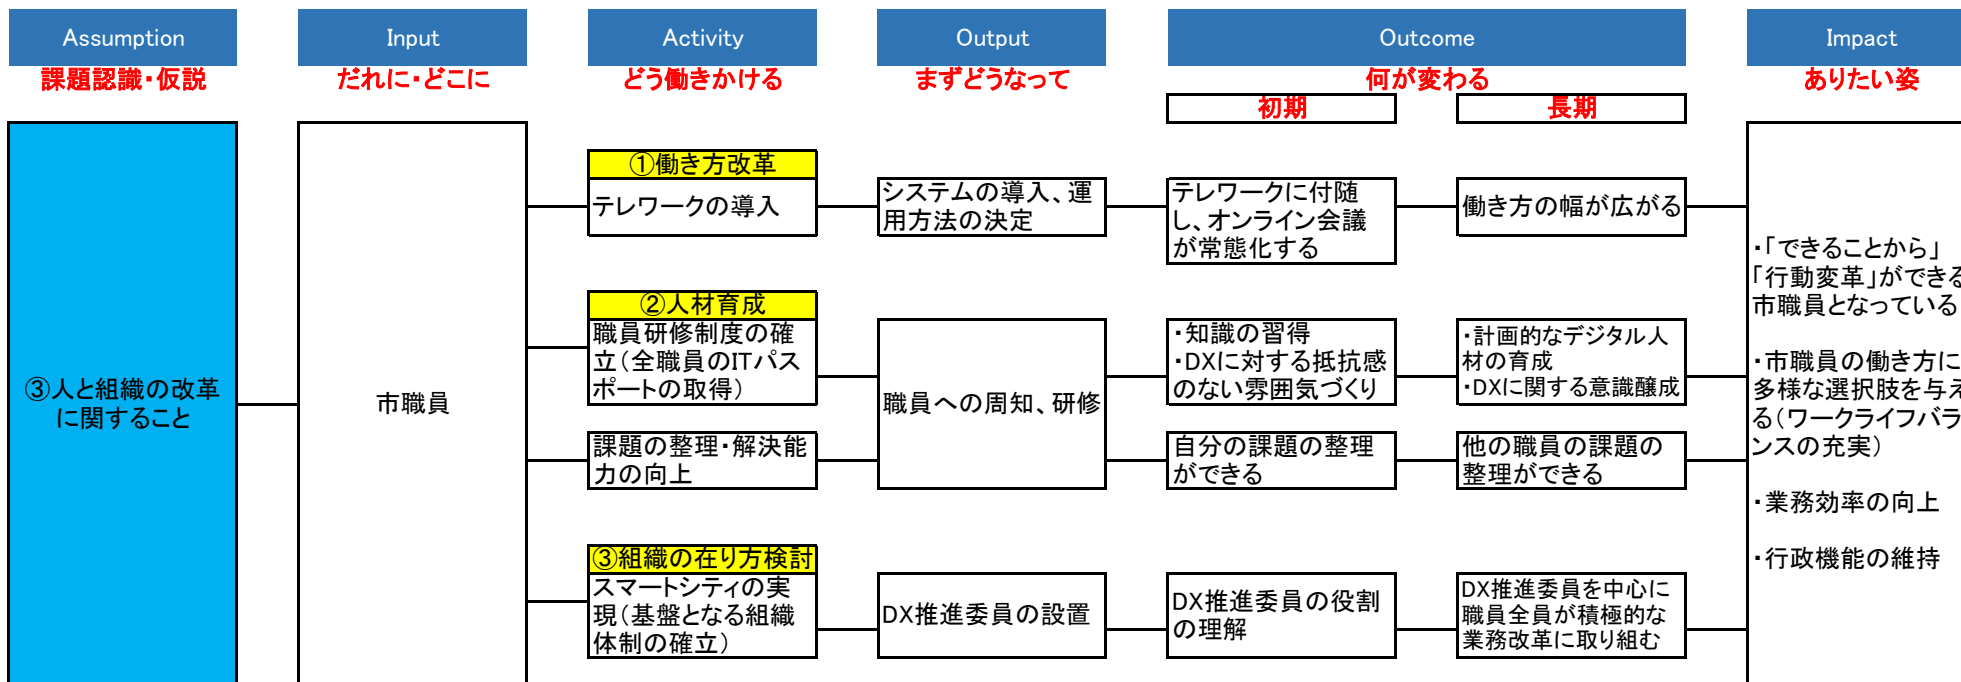 Assumption
Input
Activity
Output
Outcome
Impact
課題認識・仮説
だれに・どこに
どう働きかける
まずどうなって
何が変わる
ありたい姿
初期
長期
③人と組織の改革
に関すること
市職員
①働き方改革
テレワークの導入
システムの導入、運
用方法の決定
テレワークに付随
し、オンライン会議
が常態化する
働き方の幅が広がる
②人材育成
職員研修制度の確
立（全職員のITパス
ポートの取得）
課題の整理・解決能
力の向上
職員への周知、研修
・知識の習得
・DXに対する抵抗感
のない雰囲気づくり
・計画的なデジタル人
材の育成
・DXに関する意識醸成
自分の課題の整理
ができる
他の職員の課題の
整理ができる
③組織の在り方検討
スマートシティの実
現（基盤となる組織
体制の確立）
DX推進委員の設置
DX推進委員の役割
の理解
DX推進委員を中心に
職員全員が積極的な
業務改革に取り組む
・「できることから」
「行動変革」ができる
市職員となっている
・市職員の働き方に
多様な選択肢を与え
る（ワークライフバラ
ンスの充実）
・業務効率の向上
・行政機能の維持